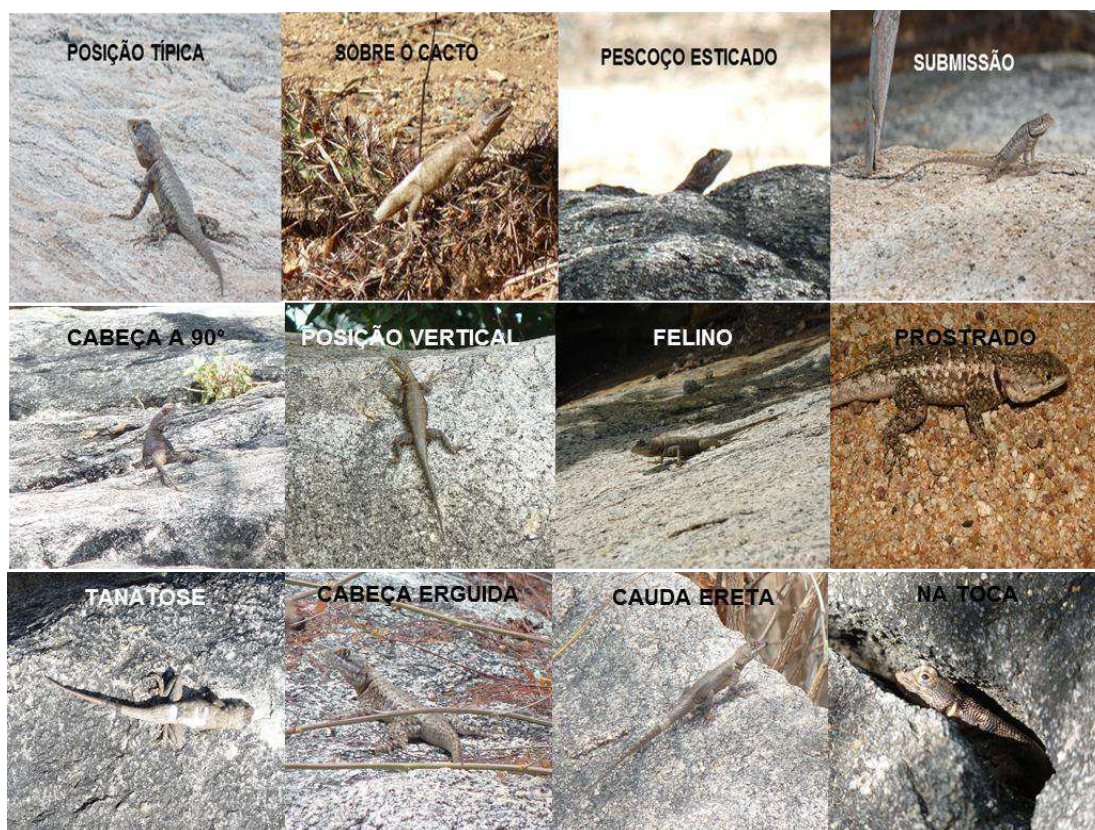 POSIÇÃO TÍPICA
SOBRE O CACTO
PESCOÇO ESTICADO
SUBMISSÃO
CABEÇA A 90º
POSIÇÃO VERTICAL
FELINO
PROSTRADO
TANATOSE
CABEÇA ERGUIDA
CAUDA ERETA
NA TOCA